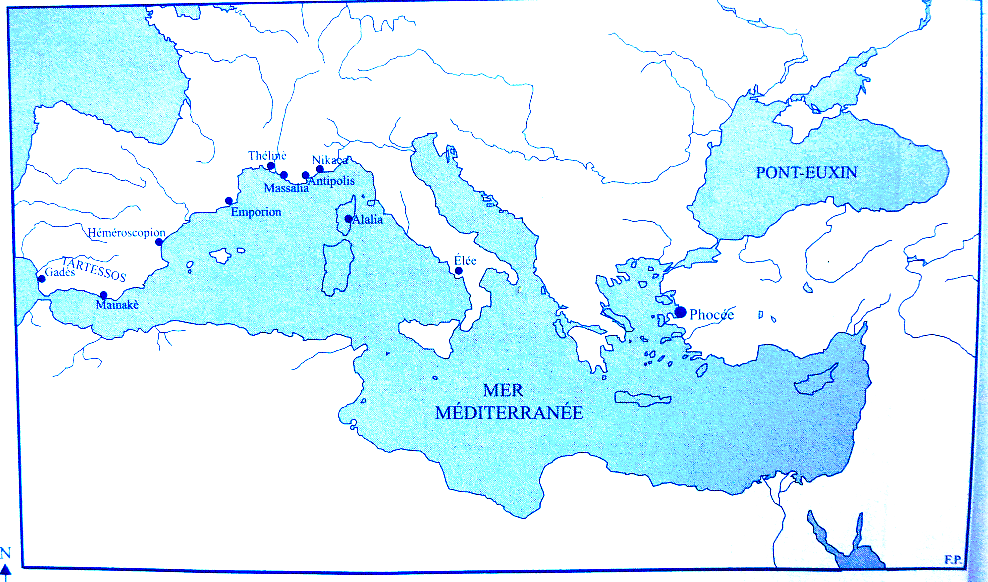 Théliné
Nikaea
Massalia
Antipolis
PONT-EUXIN
Emporion
Alalia
Héméroscopion
Élée
TARTESSOS
Gadès
Mainakè
Phocée
MER
MÉDITERRANÉE
N
F.P.